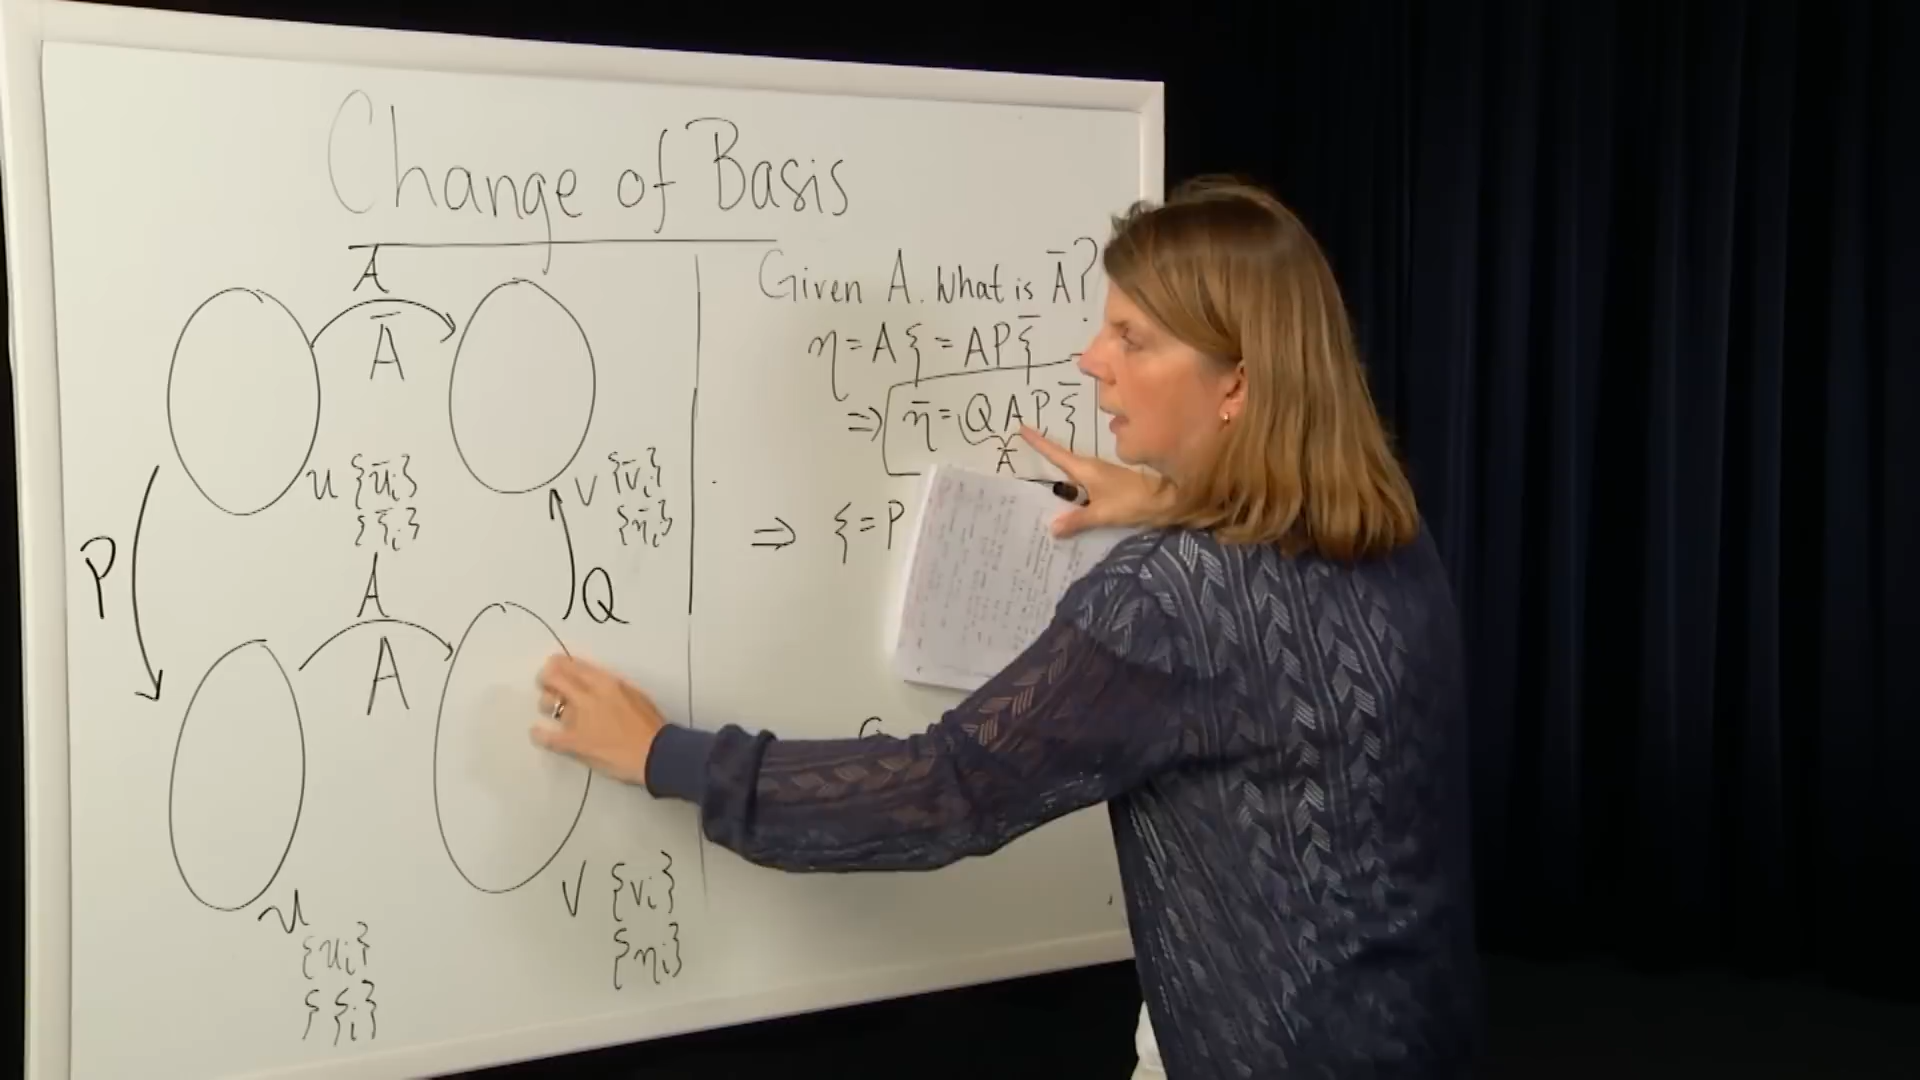 Change of Basis
A
Ā
U {ūᵢ}
{ξ̄ᵢ}
V {v̄ᵢ}
{η̄ᵢ}
P
Q
A
A
U
{uᵢ}
{ξᵢ}
V {vᵢ}
{ηᵢ}
Given A. What is Ā?
η = Aξ = APξ̄
⇒ η̄ = QAPξ̄
Ā
⇒ ξ = P